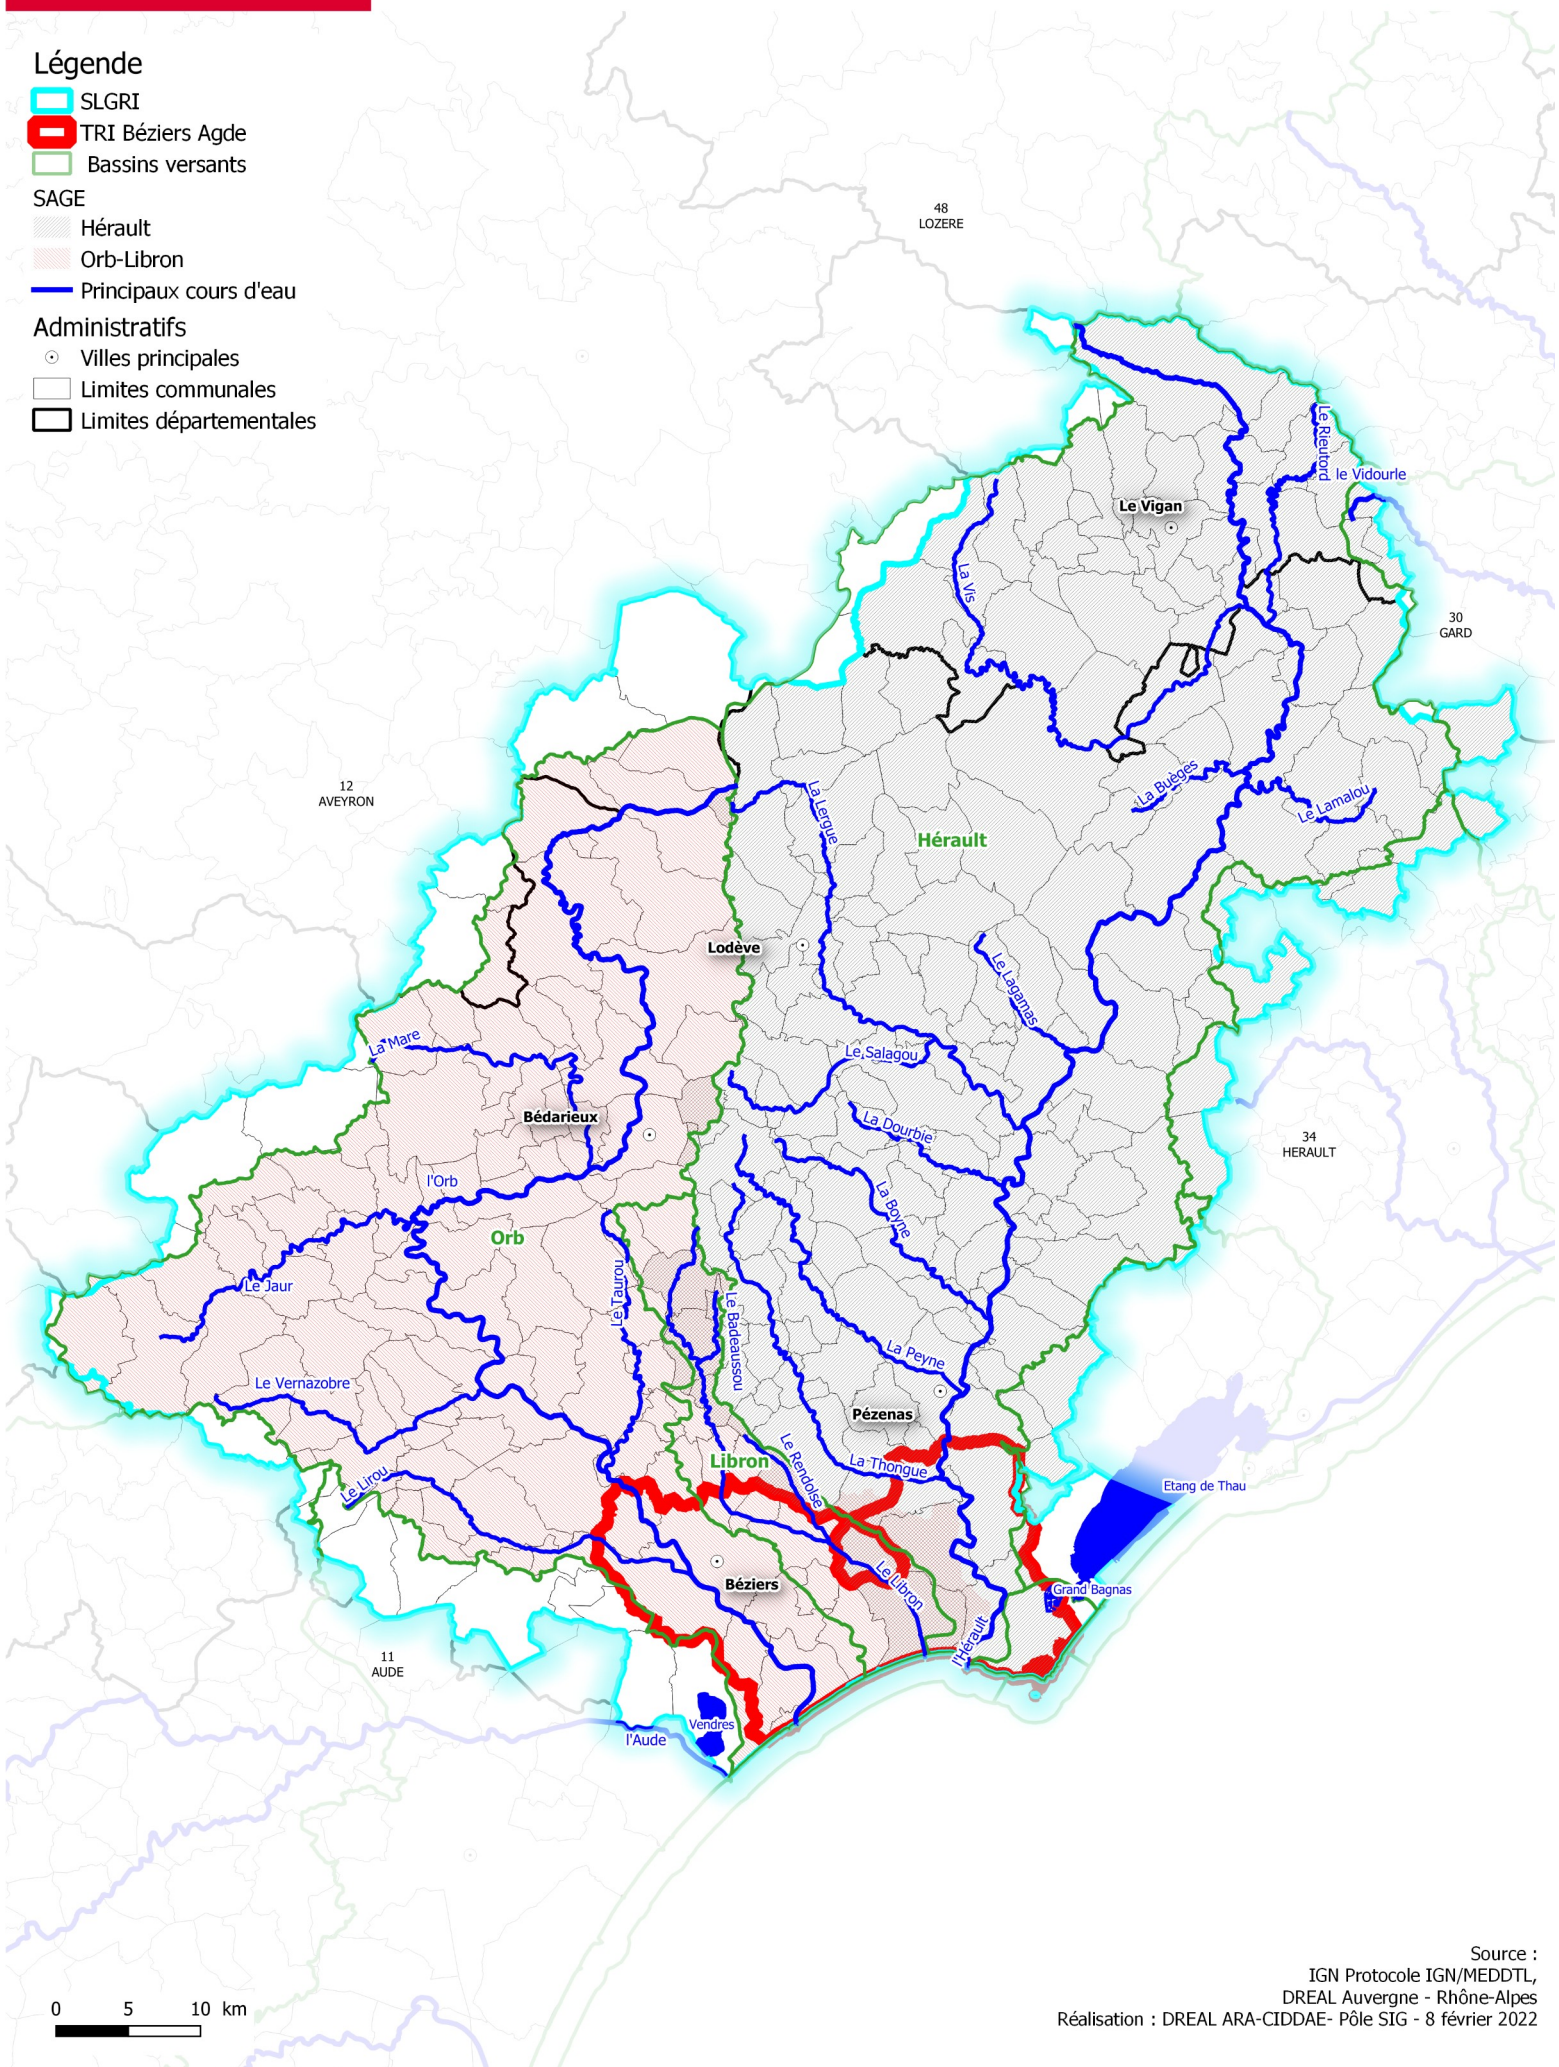 Légende
SLGRI
TRI Béziers Agde
Bassins versants
SAGE
Hérault
Orb-Libron
Principaux cours d'eau
Administratifs
Villes principales
Limites communales
Limites départementales
48
LOZERE
Le Rieutord
le Vidourle
Le Vigan
La Vis
30
GARD
12
AVEYRON
La Buèges
Le Lamalou
La Lergue
Hérault
Lodève
Le Lagamas
La Mare
Le Salagou
Bédarieux
La Dourbie
34
HERAULT
l'Orb
La Boyne
Orb
Le Jaur
Le Taurou
Le Badeaussou
La Peyne
Le Vernazobre
Pézenas
Libron
Le Rendolse
La Thongue
Le Lirou
Etang de Thau
Béziers
Le Libron
Grand Bagnas
l'Hérault
11
AUDE
Vendres
l'Aude
Source :
IGN Protocole IGN/MEDDTL,
DREAL Auvergne - Rhône-Alpes
Réalisation : DREAL ARA-CIDDAE- Pôle SIG - 8 février 2022
0 5 10 km